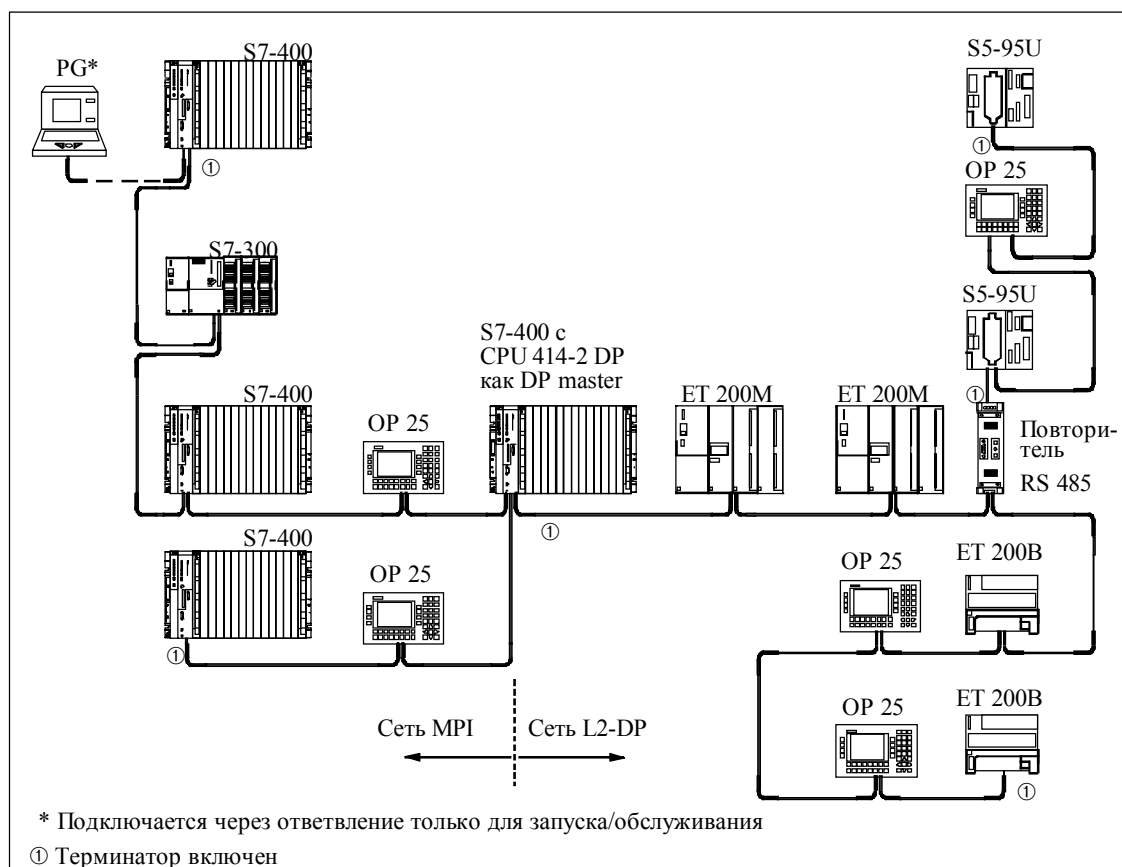 S7-400
PG*
①
S7-300
S7-400
OP 25
S7-400 с
CPU 414-2 DP
как DP master
①
ET 200M
ET 200M
S5-95U
①
OP 25
S5-95U
①
Повтори-
тель
RS 485
S7-400
①
OP 25
OP 25
ET 200B
OP 25
ET 200B
①
Сеть MPI
Сеть L2-DP
* Подключается через ответвление только для запуска/обслуживания
① Терминатор включен